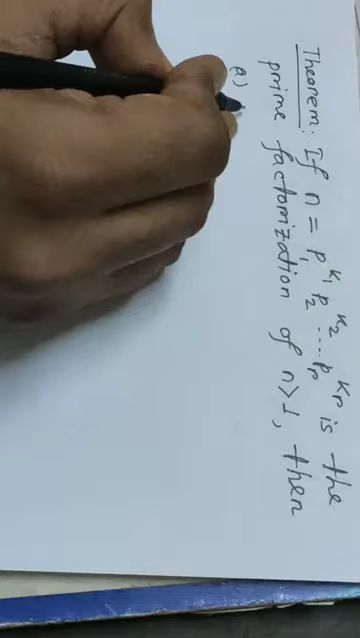 Theorem: If n = p₁^k₁ p₂^k₂ .... pᵣ^kᵣ is the
prime factorization of n>1, then
a)